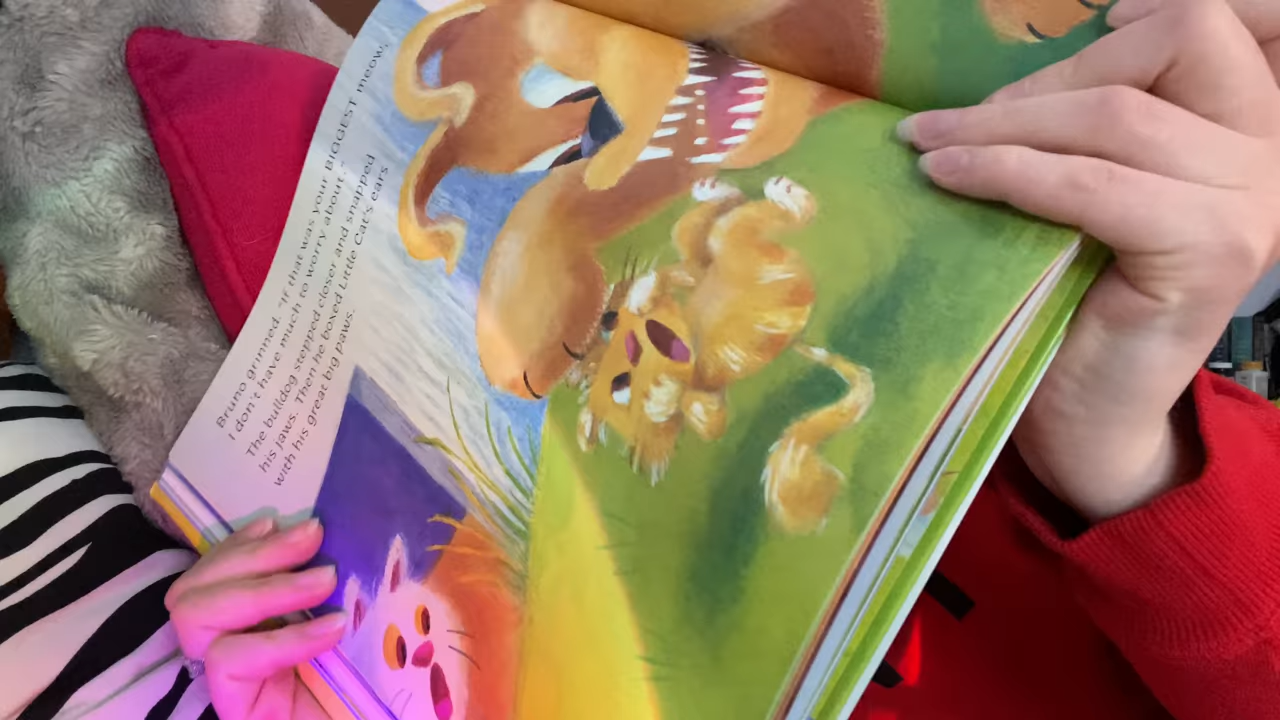 Bruno grinned. "If that was your BIGGEST meow,
I don't have much to worry about."
The bulldog stepped closer and snapped
his jaws. Then he boxed Little Cat's ears
with his great big paws.